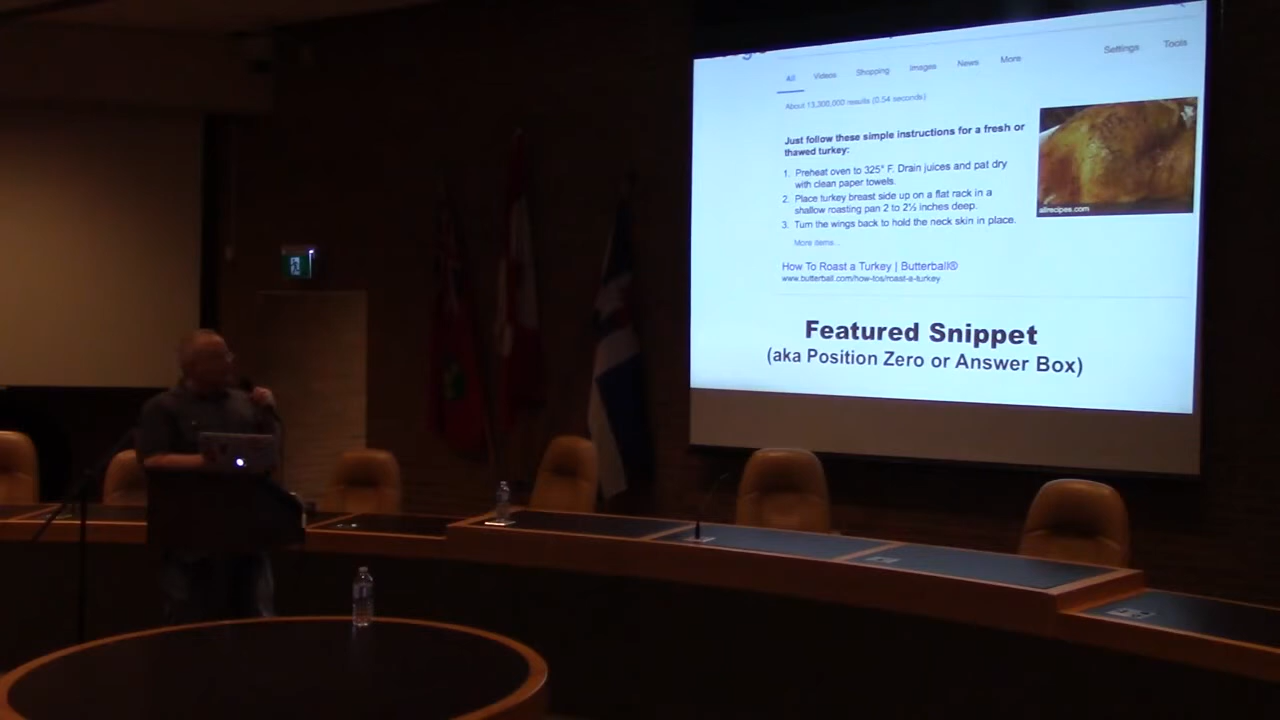 All Videos Shopping Images News More Settings Tools
About 13,300,000 results (0.54 seconds)
Just follow these simple instructions for a fresh or
thawed turkey:
1. Preheat oven to 325° F. Drain juices and pat dry
with clean paper towels.
2. Place turkey breast side up on a flat rack in a
shallow roasting pan 2 to 2½ inches deep.
3. Turn the wings back to hold the neck skin in place.
More items...
allrecipes.com
How To Roast a Turkey | Butterball®
www.butterball.com/how-tos/roast-a-turkey
Featured Snippet
(aka Position Zero or Answer Box)